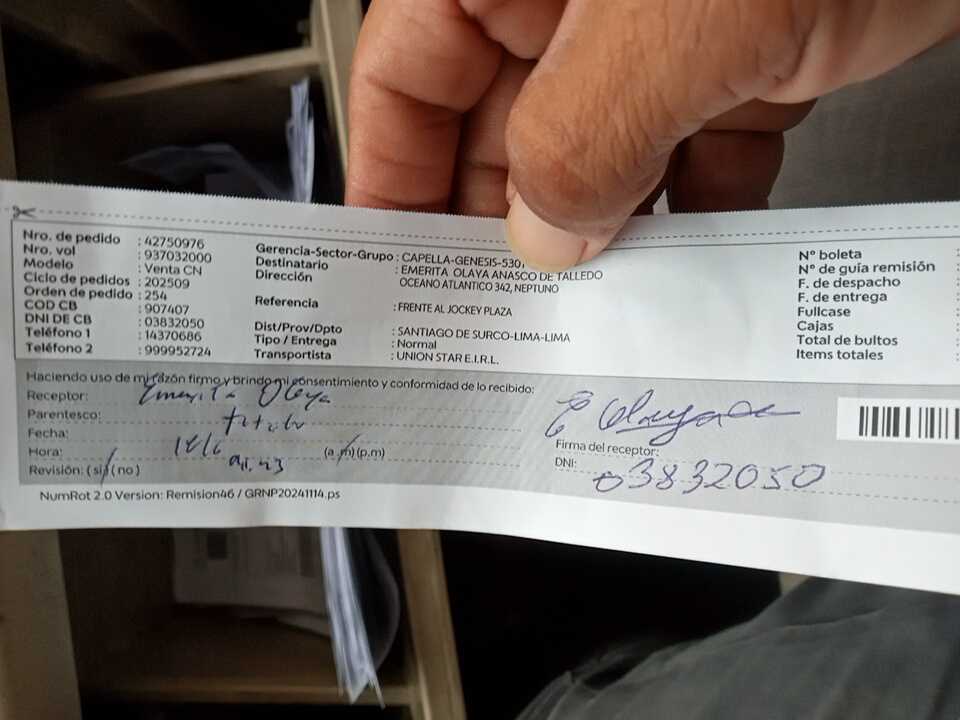 Nro. de pedido : 42750976
Nro. vol : 937032000
Modelo : Venta CN
Ciclo de pedidos : 202509
Orden de pedido : 254
COD CB : 907407
DNI DE CB : 03832050
Teléfono 1 : 14370686
Teléfono 2 : 999952724
Gerencia-Sector-Grupo : CAPELLA-GENESIS-530
Destinatario : EMERITA OLAYA ANASCO DE TALLEDO
Dirección OCEANO ATLANTICO 342, NEPTUNO
Referencia : FRENTE AL JOCKEY PLAZA
Dist/Prov/Dpto : SANTIAGO DE SURCO-LIMA-LIMA
Tipo / Entrega : Normal
Transportista : UNION STAR E.I.R.L.
N° boleta
N° de guía remisión
F. de despacho
F. de entrega
Fullcase
Cajas
Total de bultos
Items totales
Haciendo uso de mi razón firmo y brindo mi consentimiento y conformidad de lo recibido:
Receptor: Emerita Olaya
Parentesco: titular
Fecha:
Hora: (a.m)(p.m)
Revisión: (si) (no)
Firma del receptor:
DNI: 03832050
NumRot 2.0 Version: Remision46 / GRNP20241114.ps